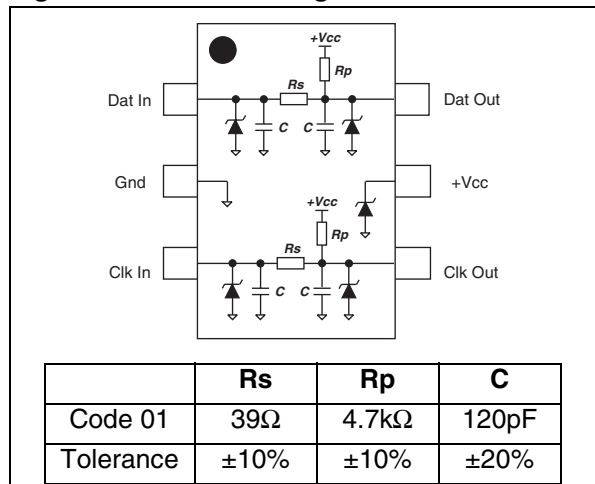 +Vcc
Rp
Rs
Dat In
Dat Out
C
C
Gnd
+Vcc
+Vcc
Rp
Rs
Clk In
Clk Out
C
C
Rs Rp C
Code 01 39Ω 4.7kΩ 120pF
Tolerance ±10% ±10% ±20%